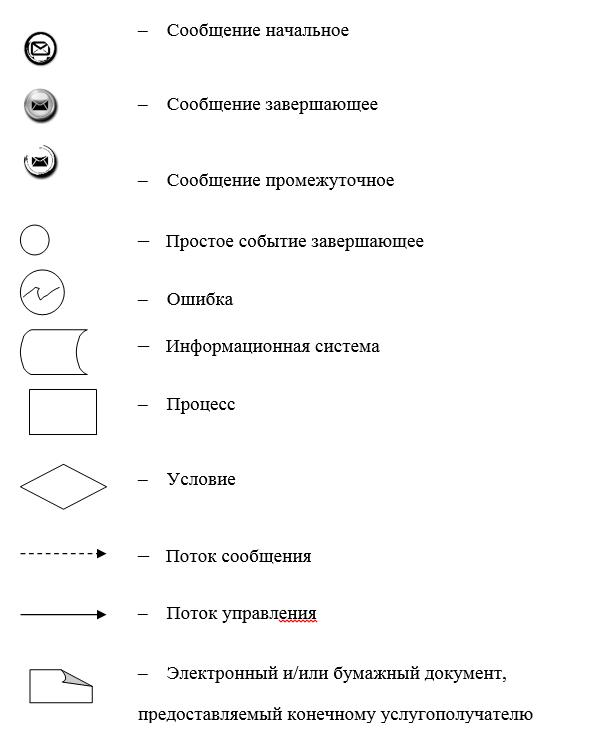 – Сообщение начальное
– Сообщение завершающее
– Сообщение промежуточное
– Простое событие завершающее
– Ошибка
– Информационная система
– Процесс
– Условие
– Поток сообщения
– Поток управления
– Электронный и/или бумажный документ,
предоставляемый конечному услугополучателю